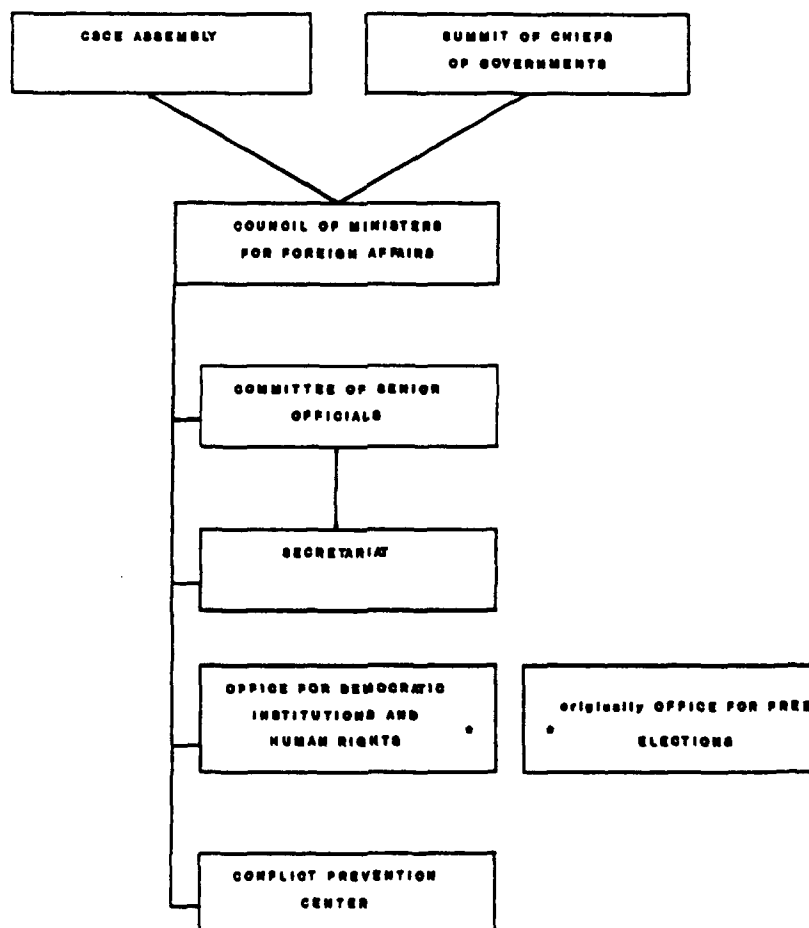 CSCE ASSEMBLY
SUMMIT OF CHIEFS
OF GOVERNMENTS
COUNCIL OF MINISTERS
FOR FOREIGN AFFAIRS
COMMITTEE OF SENIOR
OFFICIALS
SECRETARIAT
OFFICE FOR DEMOCRATIC
INSTITUTIONS AND
HUMAN RIGHTS *
* originally OFFICE FOR FREE
ELECTIONS
CONFLICT PREVENTION
CENTER